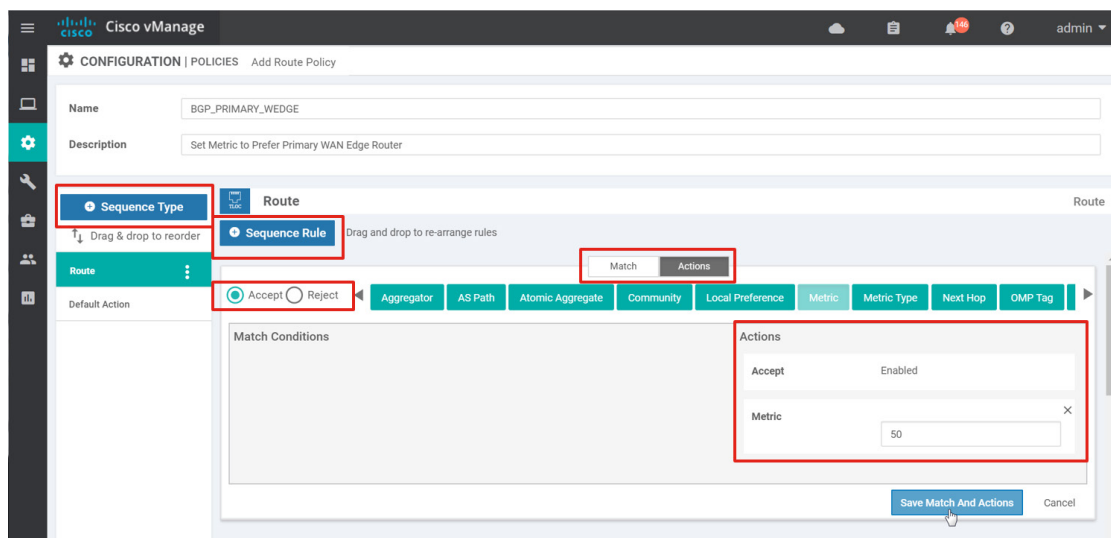 cisco Cisco vManage 146 admin
CONFIGURATION | POLICIES Add Route Policy
Name BGP_PRIMARY_WEDGE
Description Set Metric to Prefer Primary WAN Edge Router
Sequence Type
Drag & drop to reorder
Route
Default Action
TLOC Route Route
Sequence Rule Drag and drop to re-arrange rules
Match Actions
Accept Reject Aggregator AS Path Atomic Aggregate Community Local Preference Metric Metric Type Next Hop OMP Tag
Match Conditions
Actions
Accept Enabled
Metric
50
Save Match And Actions Cancel